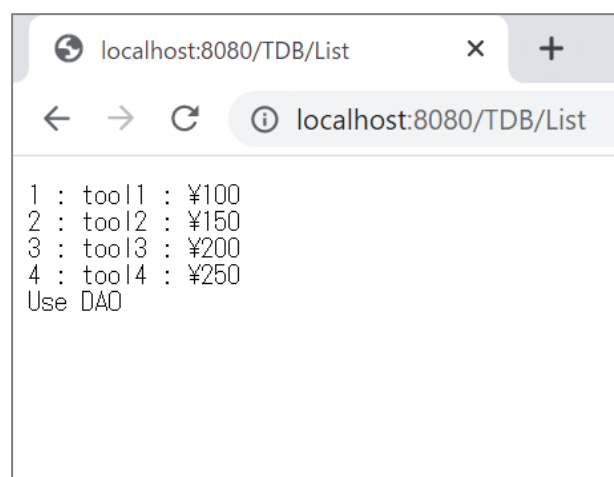 localhost:8080/TDB/List
localhost:8080/TDB/List
1 : tool1 : ¥100
2 : tool2 : ¥150
3 : tool3 : ¥200
4 : tool4 : ¥250
Use DAO